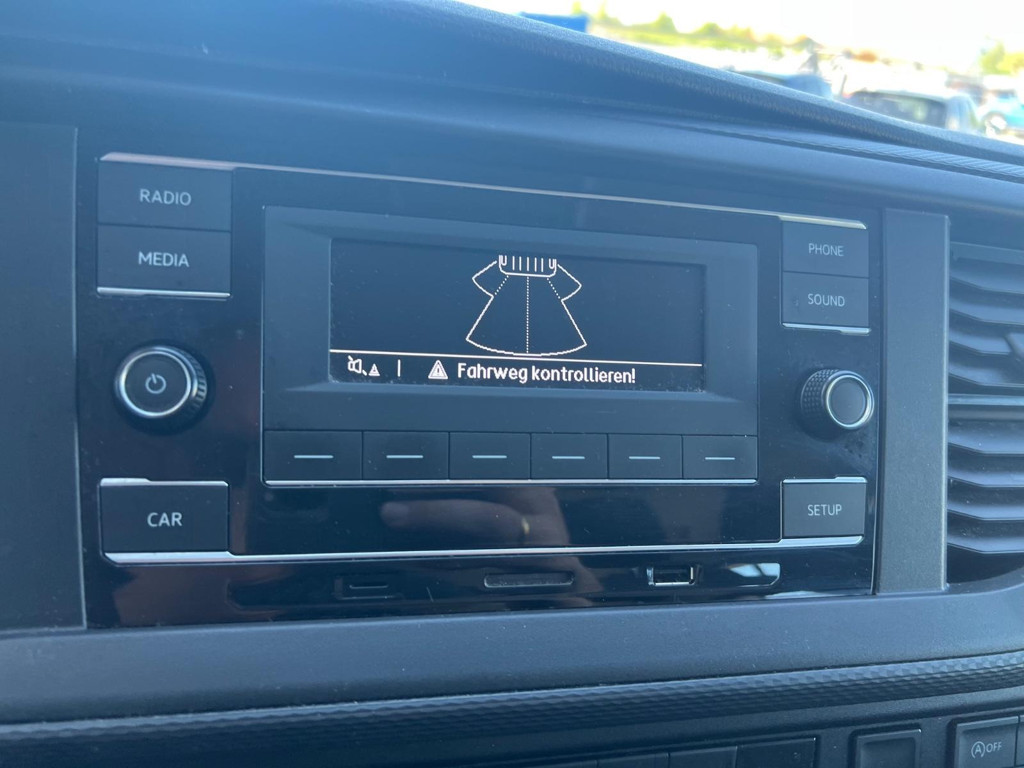 RADIO
MEDIA
PHONE
SOUND
Fahrweg kontrollieren!
CAR
SETUP
A OFF